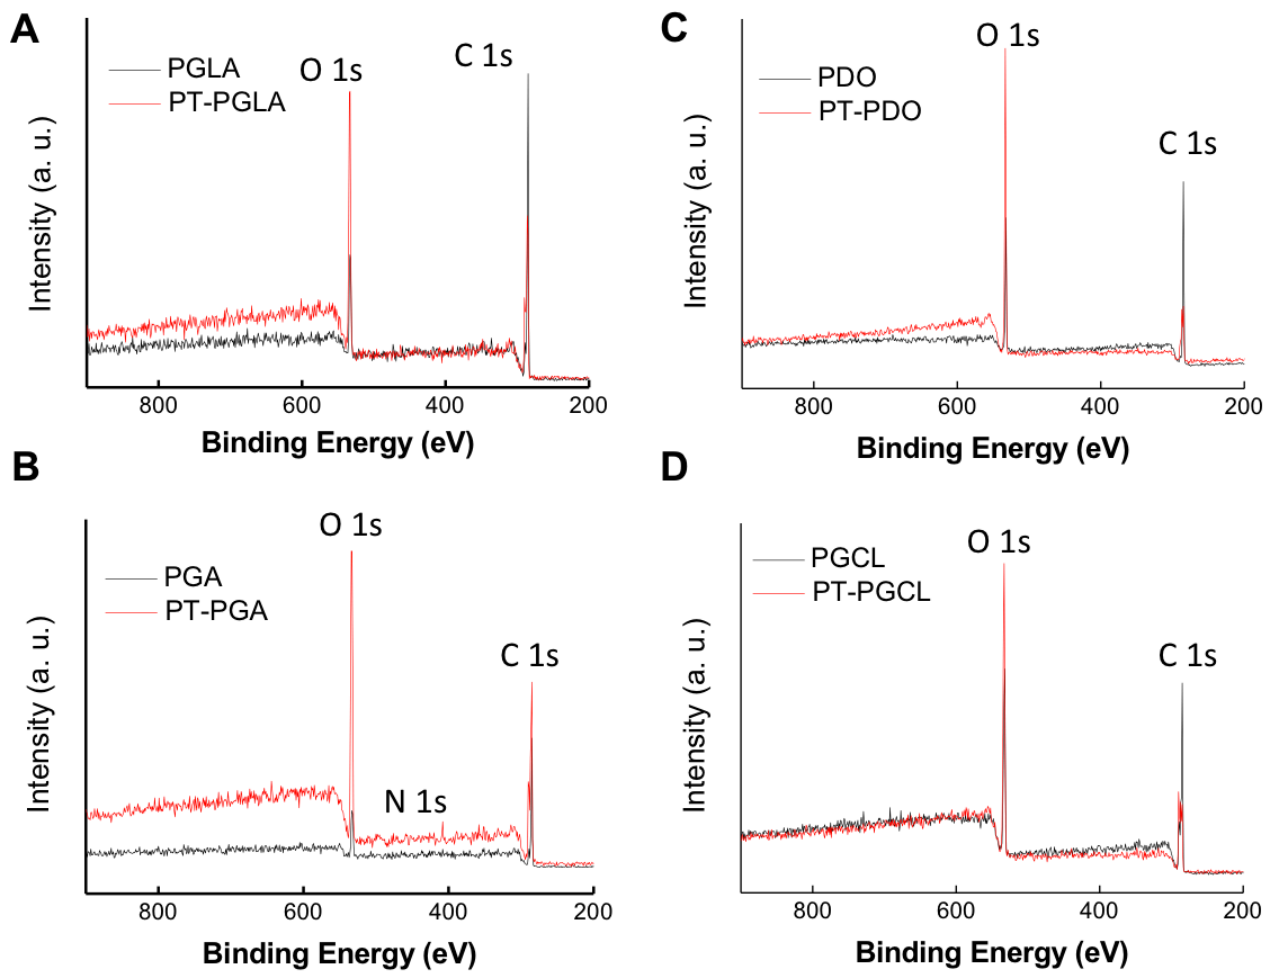 A
PGLA
PT-PGLA
O 1s
C 1s
Intensity (a. u.)
800 600 400 200
Binding Energy (eV)
C
PDO
PT-PDO
O 1s
C 1s
Intensity (a. u.)
800 600 400 200
Binding Energy (eV)
B
PGA
PT-PGA
O 1s
N 1s
C 1s
Intensity (a. u.)
800 600 400 200
Binding Energy (eV)
D
PGCL
PT-PGCL
O 1s
C 1s
Intensity (a. u.)
800 600 400 200
Binding Energy (eV)